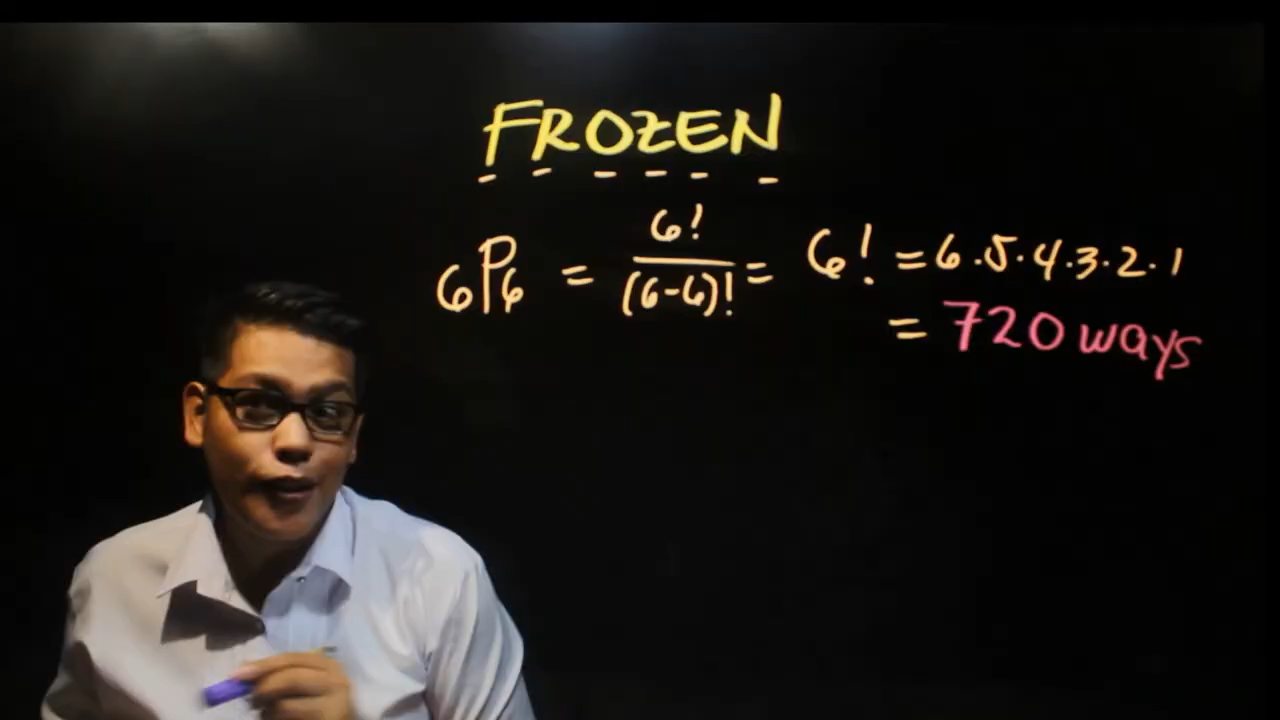 FROZEN
6P6 = 6!/(6-6)! = 6! = 6·5·4·3·2·1
= 720 ways